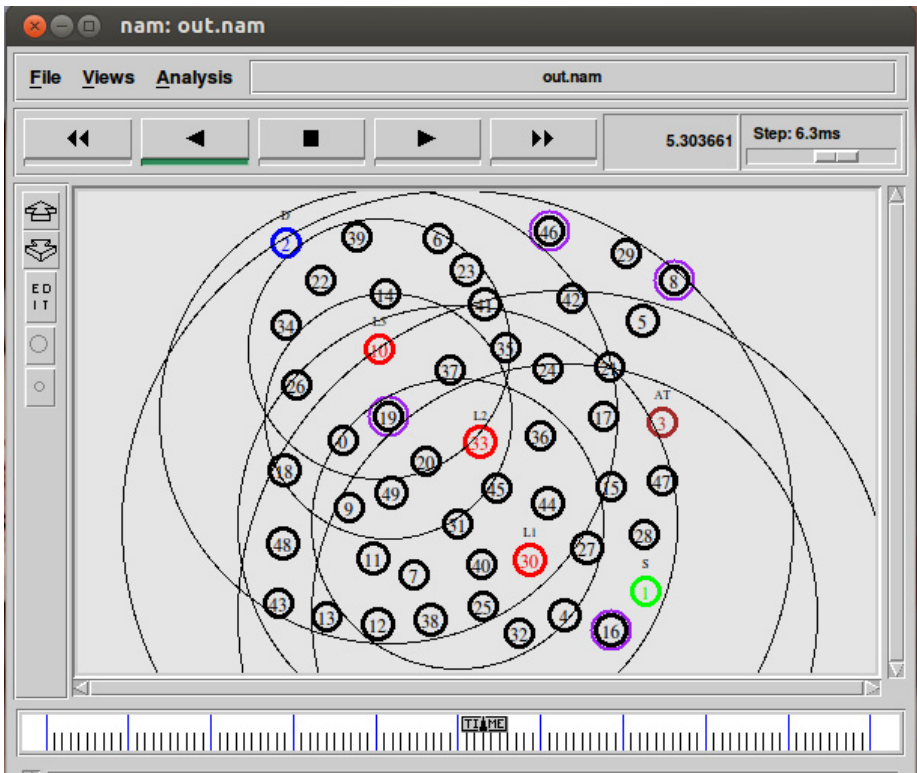 nam: out.nam
File Views Analysis out.nam
5.303661 Step: 6.3ms
E D
I T
D
2 39 6 46 29
22 23 8
14 41 42 5
34 L3
10 35
26 37 24 21
AT
19 L2 17 3
0 33 36
18 20
49 45 15 47
9 44
31 28
48 L1 27
11 40 30 S
7 1
43 13 25 4
12 38 32 16
TIME